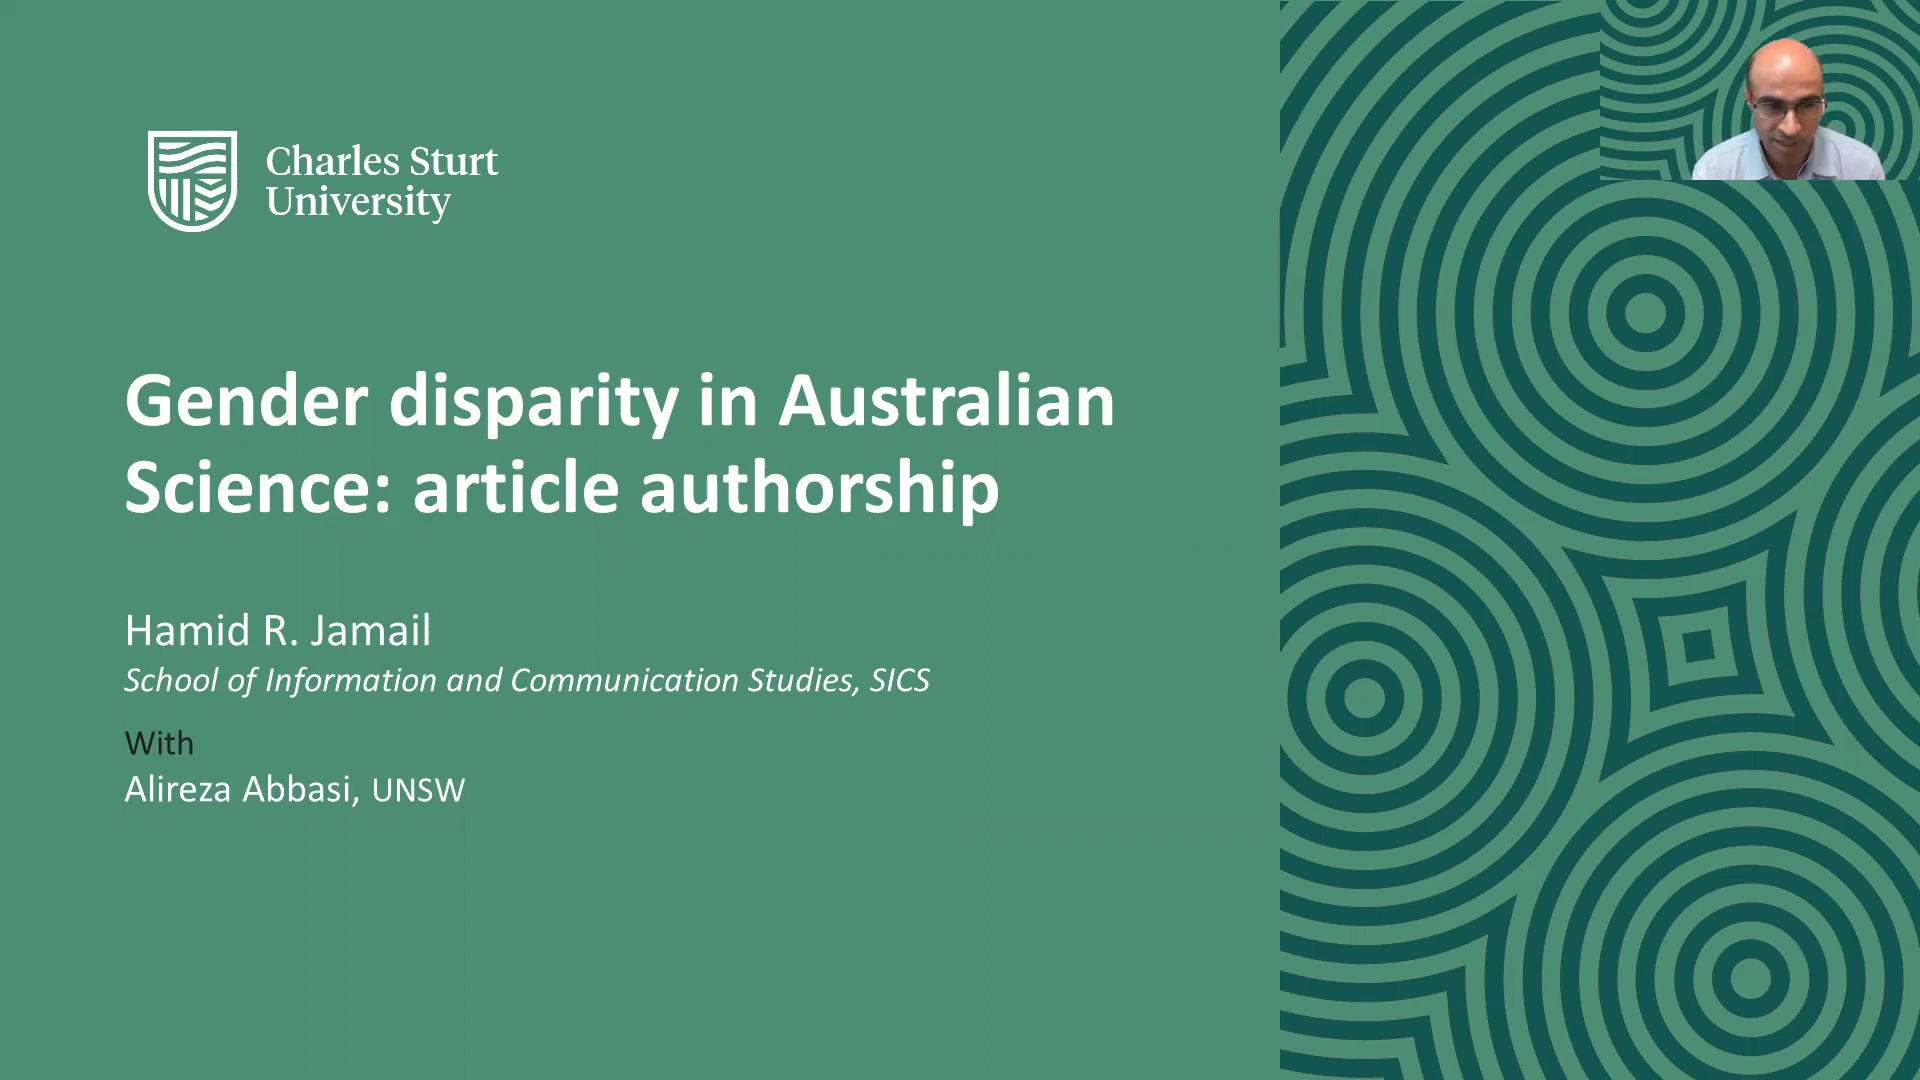 Charles Sturt
University
Gender disparity in Australian
Science: article authorship
Hamid R. Jamail
School of Information and Communication Studies, SICS
With
Alireza Abbasi, UNSW